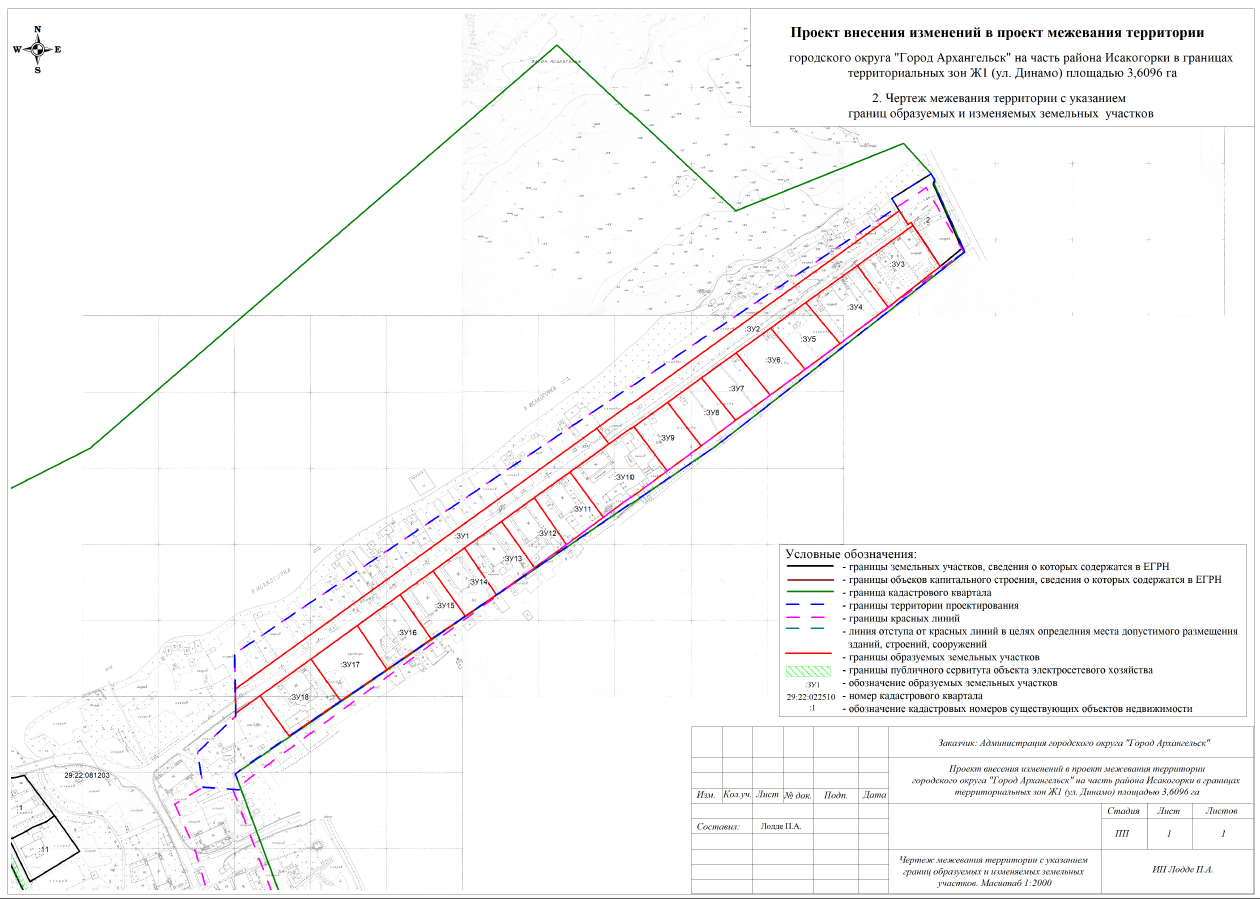 N
W E
S
Проект внесения изменений в проект межевания территории
городского округа "Город Архангельск" на часть района Исакогорки в границах
территориальных зон Ж1 (ул. Динамо) площадью 3,6096 га
2. Чертеж межевания территории с указанием
границ образуемых и изменяемых земельных участков
:2
:ЗУ3
:ЗУ4
:ЗУ2
:ЗУ5
:ЗУ6
:ЗУ7
:ЗУ8
:ЗУ9
:ЗУ10
:ЗУ11
:ЗУ12
:ЗУ1
:ЗУ13
:ЗУ14
:ЗУ15
:ЗУ16
:ЗУ17
:ЗУ18
29:22:081203
:1
:11
Условные обозначения:
- границы земельных участков, сведения о которых содержатся в ЕГРН
- границы объеков капитального строения, сведения о которых содержатся в ЕГРН
- граница кадастрового квартала
- границы территории проектирования
- границы красных линий
- линия отступа от красных линий в целях определния места допустимого размещения
зданий, строений, сооружений
- границы образуемых земельных участков
- границы публичного сервитута объекта электросетевого хозяйства
:ЗУ1 - обозначение образуемых земельных участков
29:22:022510 - номер кадастрового квартала
:1 - обозначение кадастровых номеров существующих объектов недвижимости
Заказчик: Администрация городского округа "Город Архангельск"
Проект внесения изменений в проект межевания территории
городского округа "Город Архангельск" на часть района Исакогорки в границах
территориальных зон Ж1 (ул. Динамо) площадью 3,6096 га
Изм. Кол.уч. Лист № док. Подп. Дата
Стадия Лист Листов
Составил: Лодде П.А.
ПП 1 1
Чертеж межевания территории с указанием
границ образуемых и изменяемых земельных
участков. Масштаб 1:2000
ИП Лодде П.А.